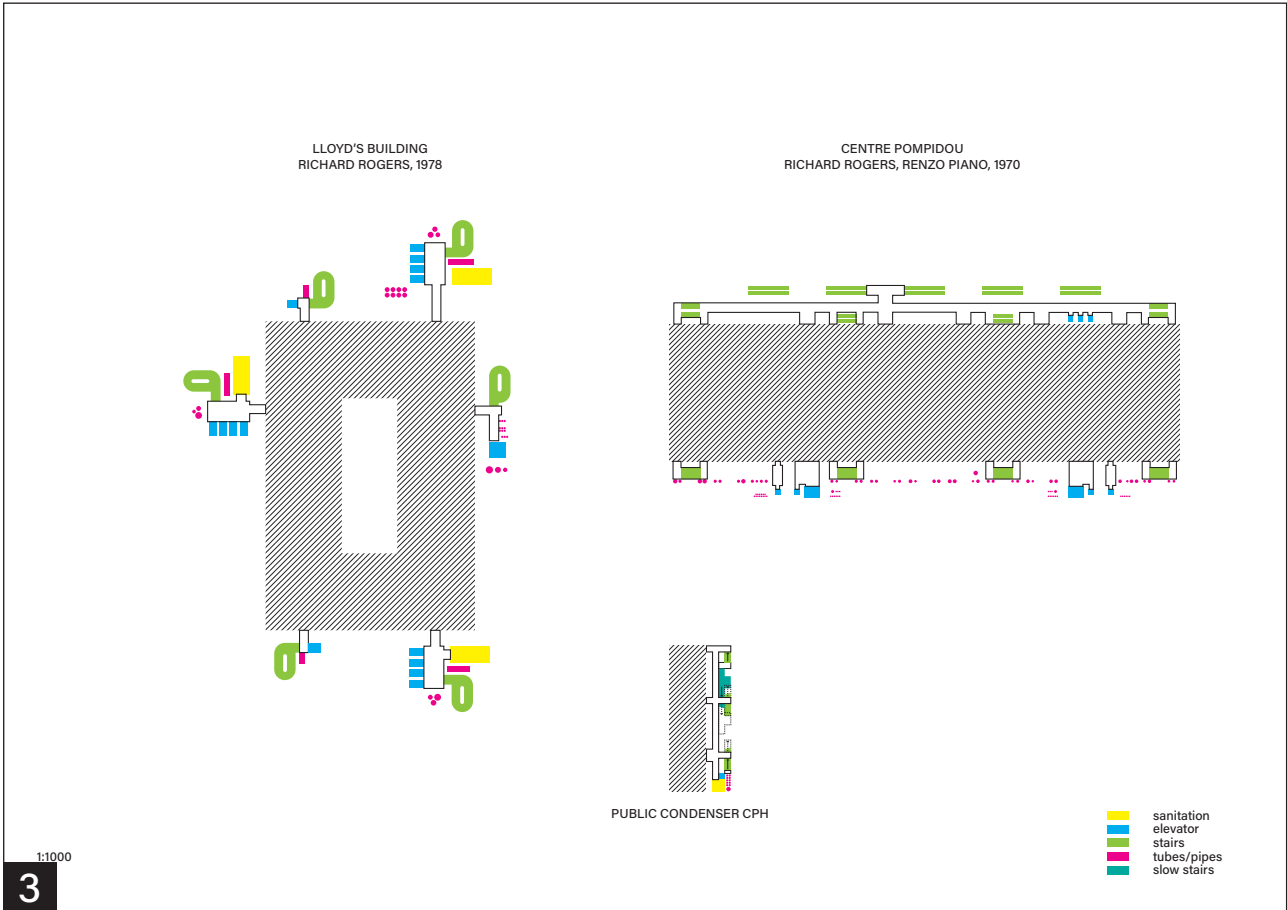 LLOYD'S BUILDING
RICHARD ROGERS, 1978
CENTRE POMPIDOU
RICHARD ROGERS, RENZO PIANO, 1970
PUBLIC CONDENSER CPH
sanitation
elevator
stairs
tubes/pipes
slow stairs
1:1000
3